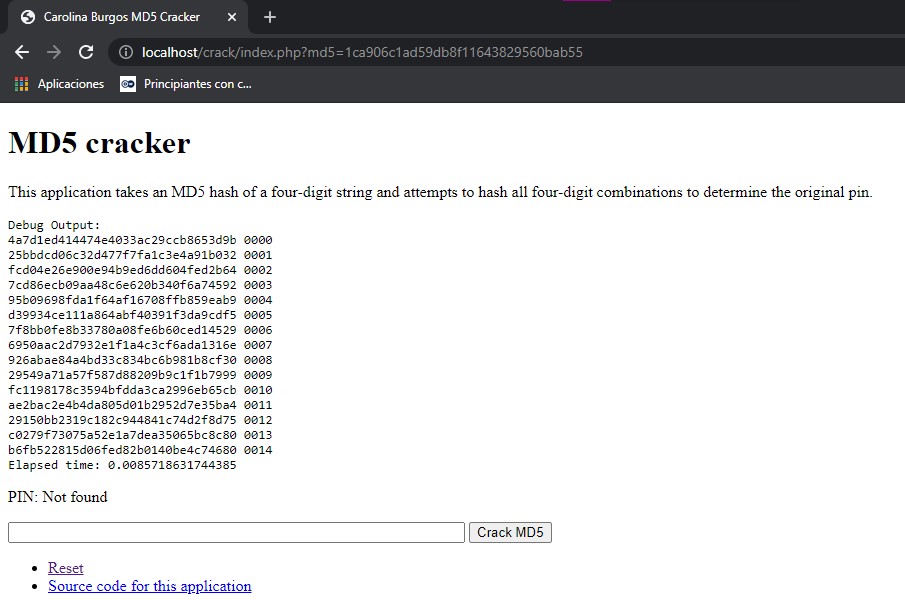 Carolina Burgos MD5 Cracker
localhost/crack/index.php?md5=1ca906c1ad59db8f11643829560bab55
Aplicaciones Principiantes con c...
MD5 cracker
This application takes an MD5 hash of a four-digit string and attempts to hash all four-digit combinations to determine the original pin.
Debug Output:
4a7d1ed414474e4033ac29ccb8653d9b 0000
25bbdcd06c32d477f7fa1c3e4a91b032 0001
fcd04e26e900e94b9ed6dd604fed2b64 0002
7cd86ecb09aa48c6e620b340f6a74592 0003
95b09698fda1f64af16708ffb859eab9 0004
d39934ce111a864abf40391f3da9cdf5 0005
7f8bb0fe8b33780a08fe6b60ced14529 0006
6950aac2d7932e1f1a4c3cf6ada1316e 0007
926abae84a4bd33c834bc6b981b8cf30 0008
29549a71a57f587d88209b9c1f1b7999 0009
fc1198178c3594bfdda3ca2996eb65cb 0010
ae2bac2e4b4da805d01b2952d7e35ba4 0011
29150bb2319c182c944841c74d2f8d75 0012
c0279f73075a52e1a7dea35065bc8c80 0013
b6fb522815d06fed82b0140be4c74680 0014
Elapsed time: 0.0085718631744385
PIN: Not found
Crack MD5
Reset
Source code for this application